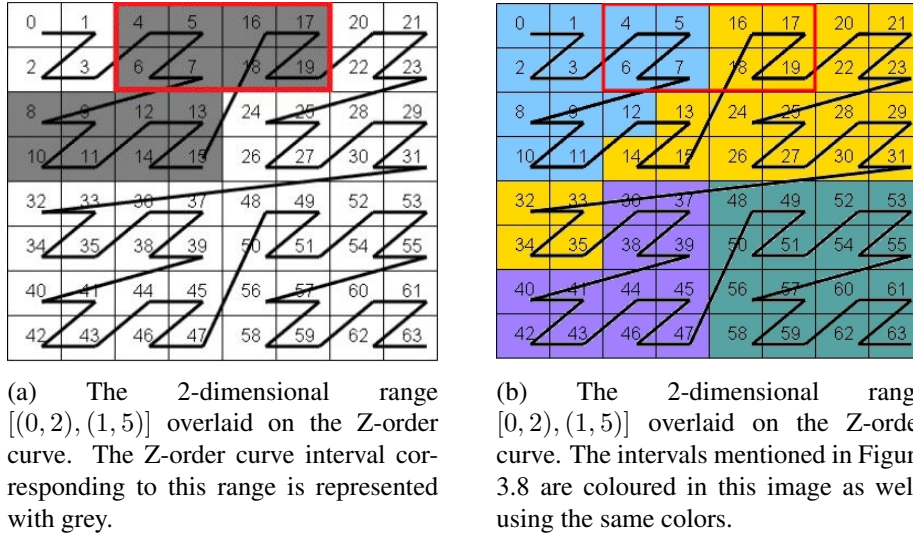 0 1 4 5 16 17 20 21
2 3 6 7 18 19 22 23
8 9 12 13 24 25 28 29
10 11 14 15 26 27 30 31
32 33 36 37 48 49 52 53
34 35 38 39 50 51 54 55
40 41 44 45 56 57 60 61
42 43 46 47 58 59 62 63
(a) The 2-dimensional range
[(0, 2), (1, 5)] overlaid on the Z-order
curve. The Z-order curve interval cor-
responding to this range is represented
with grey.
0 1 4 5 16 17 20 21
2 3 6 7 18 19 22 23
8 9 12 13 24 25 28 29
10 11 14 15 26 27 30 31
32 33 36 37 48 49 52 53
34 35 38 39 50 51 54 55
40 41 44 45 56 57 60 61
42 43 46 47 58 59 62 63
(b) The 2-dimensional rang
[0, 2), (1, 5)] overlaid on the Z-orde
curve. The intervals mentioned in Figur
3.8 are coloured in this image as well
using the same colors.